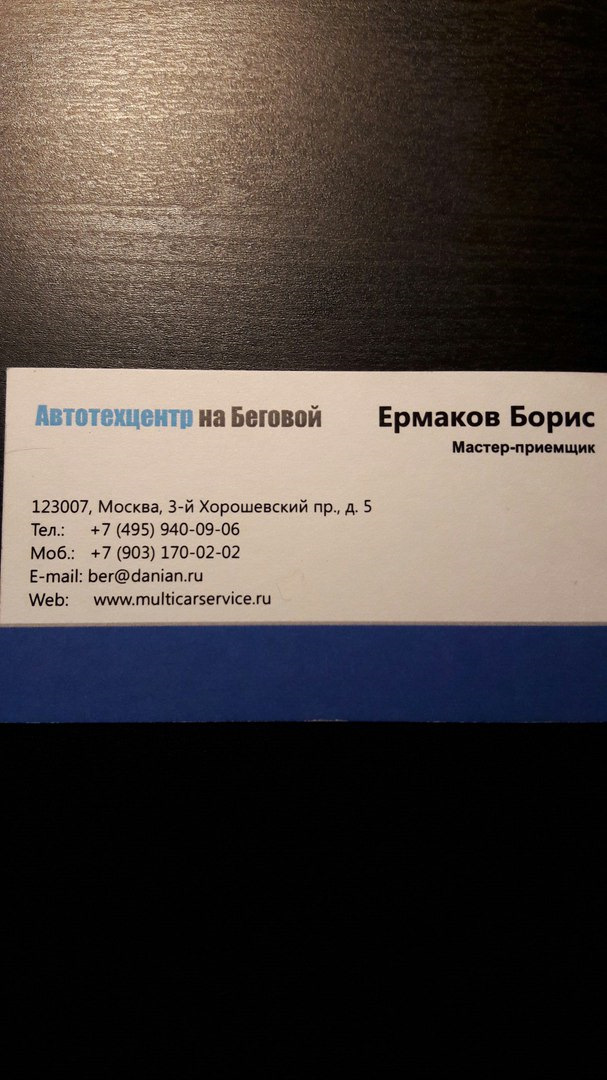 Автотехцентр на Беговой
Ермаков Борис
Мастер-приемщик
123007, Москва, 3-й Хорошевский пр., д. 5
Тел.: +7 (495) 940-09-06
Моб.: +7 (903) 170-02-02
E-mail: ber@danian.ru
Web: www.multicarservice.ru